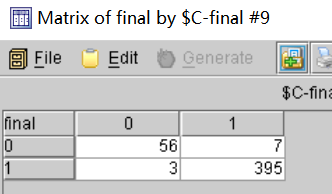 Matrix of final by $C-final #9
File Edit Generate
$C-fina
final 0 1
0 56 7
1 3 395